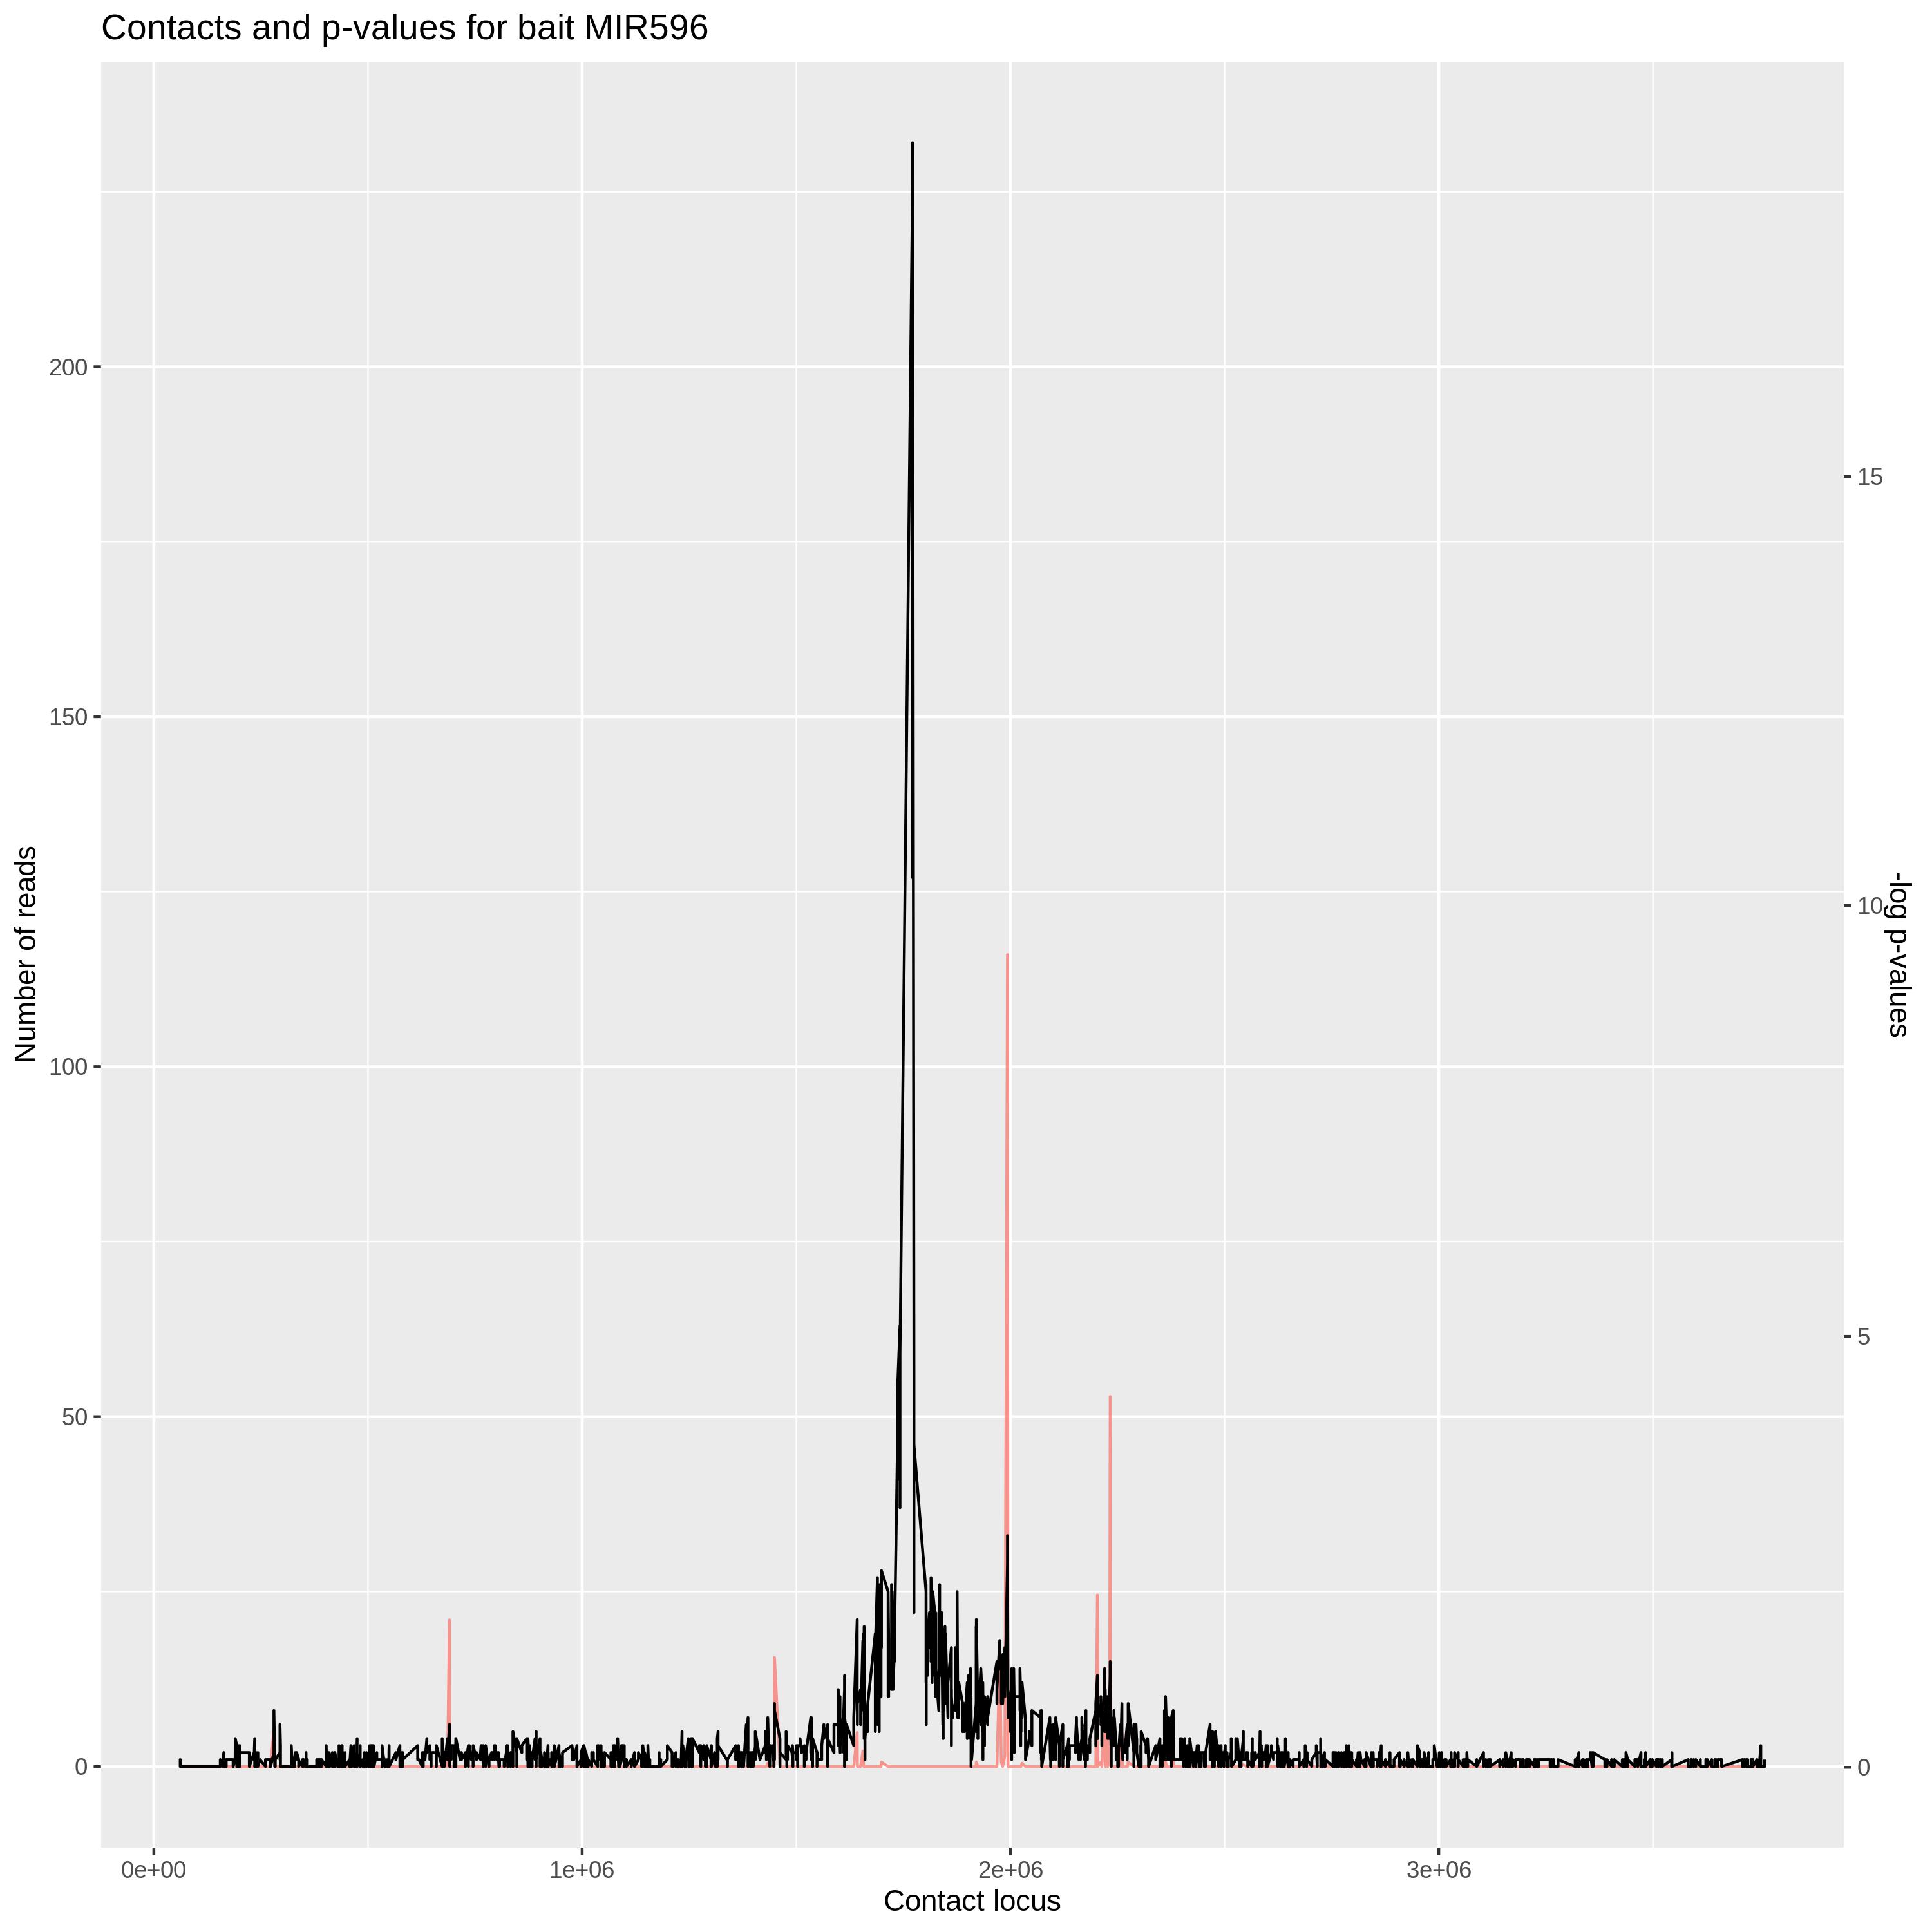 Contacts and p-values for bait MIR596
Number of reads
200
150
100
50
0
15
10
5
0
-log p-values
0e+00 1e+06 2e+06 3e+06
Contact locus